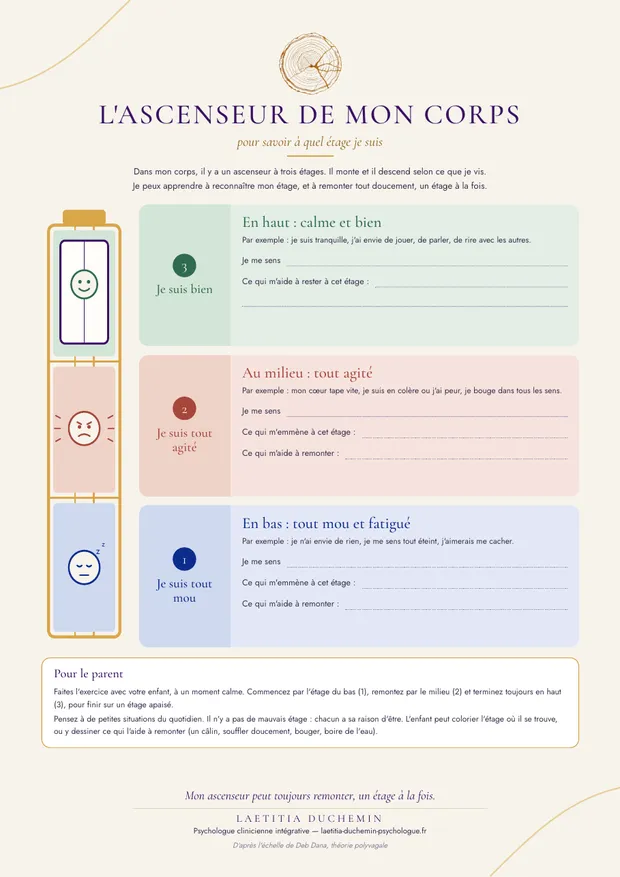 L'ASCENSEUR DE MON CORPS
pour savoir à quel étage je suis
Dans mon corps, il y a un ascenseur à trois étages. Il monte et il descend selon ce que je vis.
Je peux apprendre à reconnaître mon étage, et à remonter tout doucement, un étage à la fois.
3
Je suis bien
En haut : calme et bien
Par exemple : je suis tranquille, j'ai envie de jouer, de parler, de rire avec les autres.
Je me sens
Ce qui m'aide à rester à cet étage :
2
Je suis tout
agité
Au milieu : tout agité
Par exemple : mon cœur tape vite, je suis en colère ou j'ai peur, je bouge dans tous les sens.
Je me sens
Ce qui m'emmène à cet étage :
Ce qui m'aide à remonter :
z
z
1
Je suis tout
mou
En bas : tout mou et fatigué
Par exemple : je n'ai envie de rien, je me sens tout éteint, j'aimerais me cacher.
Je me sens
Ce qui m'emmène à cet étage :
Ce qui m'aide à remonter :
Pour le parent
Faites l'exercice avec votre enfant, à un moment calme. Commencez par l'étage du bas (1), remontez par le milieu (2) et terminez toujours en haut
(3), pour finir sur un étage apaisé.
Pensez à de petites situations du quotidien. Il n'y a pas de mauvais étage : chacun a sa raison d'être. L'enfant peut colorier l'étage où il se trouve,
ou y dessiner ce qui l'aide à remonter (un câlin, souffler doucement, bouger, boire de l'eau).
Mon ascenseur peut toujours remonter, un étage à la fois.
LAETITIA DUCHEMIN
Psychologue clinicienne intégrative — laetitia-duchemin-psychologue.fr
D'après l'échelle de Deb Dana, théorie polyvagale